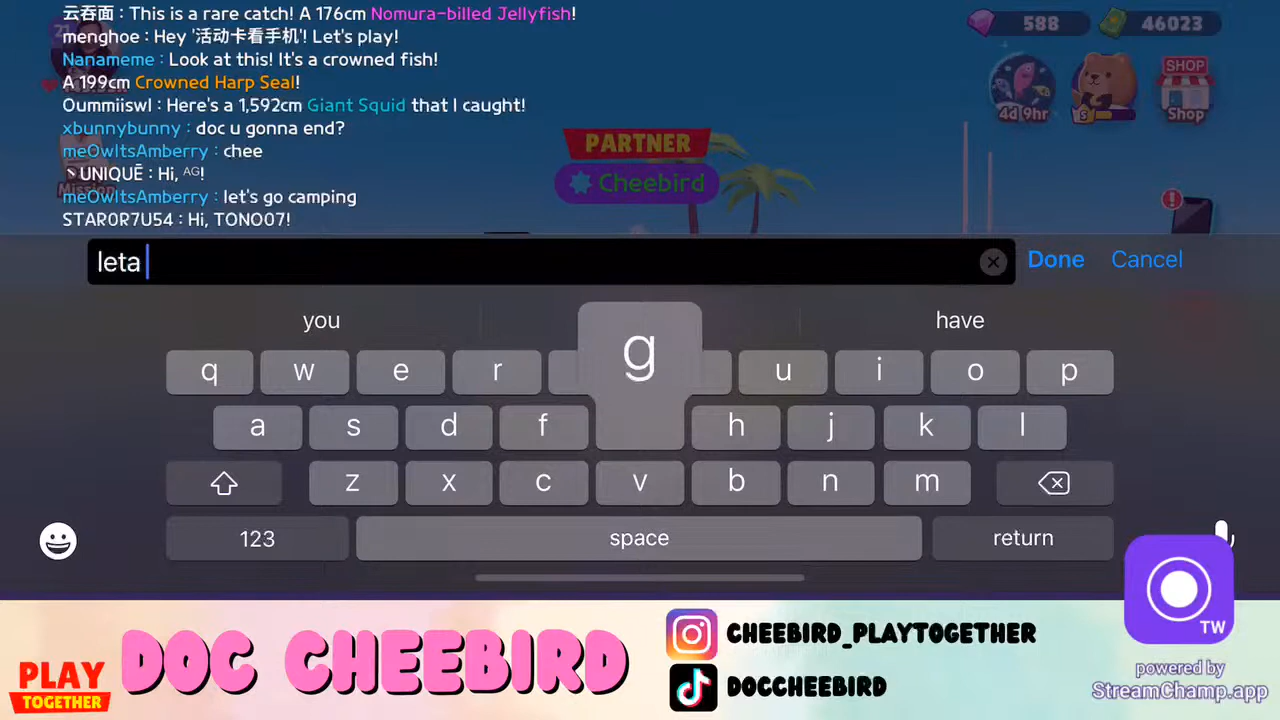 云吞面 : This is a rare catch! A 176cm Nomura-billed Jellyfish!
menghoe : Hey '活动卡看手机'! Let's play!
Nanameme : Look at this! It's a crowned fish!
A 199cm Crowned Harp Seal!
Oummiiswl : Here's a 1,592cm Giant Squid that I caught!
xbunnybunny : doc u gonna end?
meOwItsAmberry : chee
UNIQUĒ : Hi, ᴬᴳ!
meOwItsAmberry : let's go camping
STAR0R7U54 : Hi, TONO07!
588
46023
4d 9hr
SHOP
Shop
PARTNER
Cheebird
Mission
leta
Done
Cancel
you
have
g
q w e r u i o p
a s d f h j k l
z x c v b n m
123
space
return
TW
PLAY
TOGETHER
DOC CHEEBIRD
CHEEBIRD_PLAYTOGETHER
DOCCHEEBIRD
powered by
StreamChamp.app